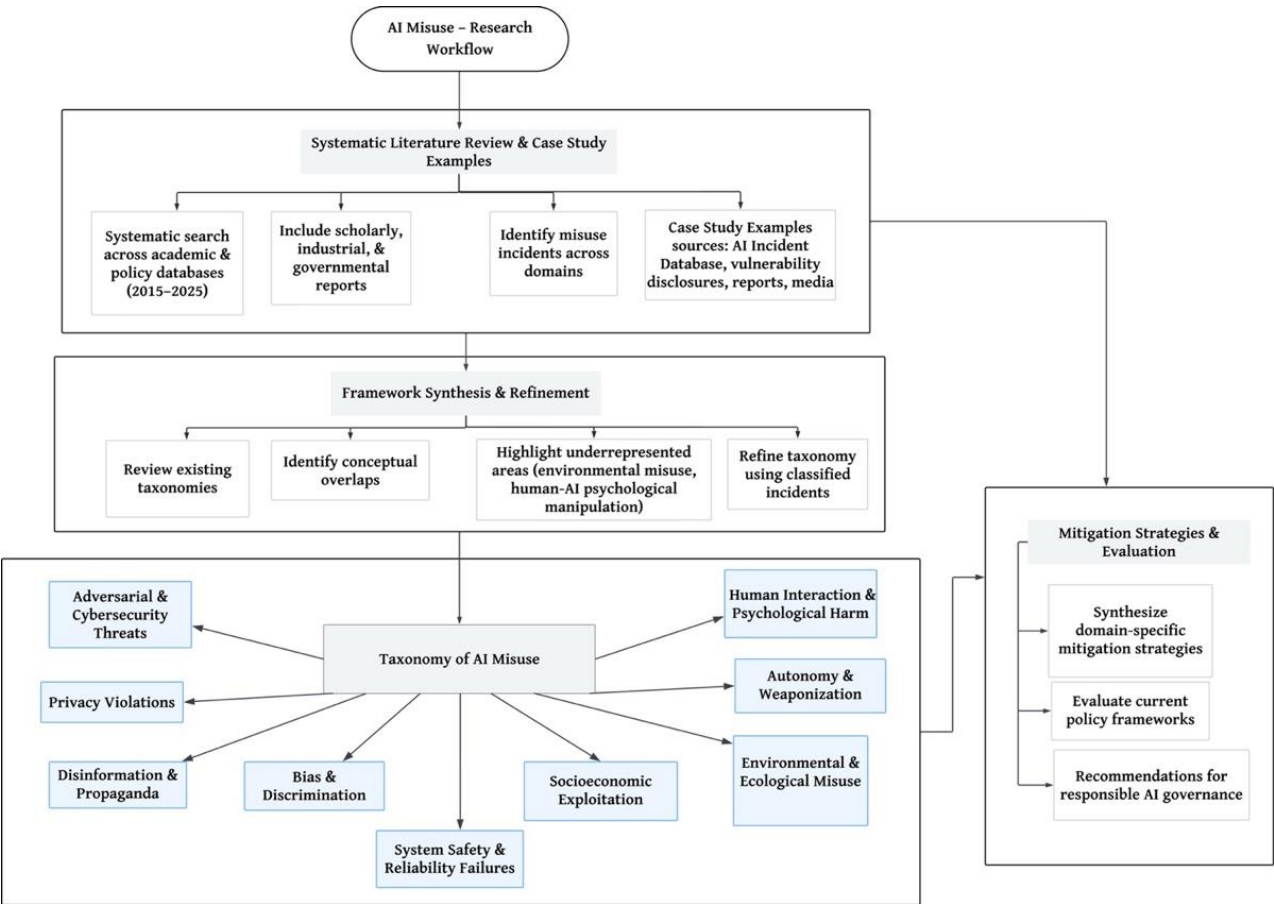 AI Misuse – Research
Workflow
Systematic Literature Review & Case Study
Examples
Systematic search
across academic &
policy databases
(2015–2025)
Include scholarly,
industrial, &
governmental
reports
Identify misuse
incidents across
domains
Case Study Examples
sources: AI Incident
Database, vulnerability
disclosures, reports, media
Framework Synthesis & Refinement
Review existing
taxonomies
Identify conceptual
overlaps
Highlight underrepresented
areas (environmental misuse,
human-AI psychological
manipulation)
Refine taxonomy
using classified
incidents
Taxonomy of AI Misuse
Adversarial &
Cybersecurity
Threats
Privacy Violations
Disinformation &
Propaganda
Bias &
Discrimination
System Safety &
Reliability Failures
Socioeconomic
Exploitation
Environmental &
Ecological Misuse
Autonomy &
Weaponization
Human Interaction &
Psychological Harm
Mitigation Strategies &
Evaluation
Synthesize
domain-specific
mitigation strategies
Evaluate current
policy frameworks
Recommendations for
responsible AI governance